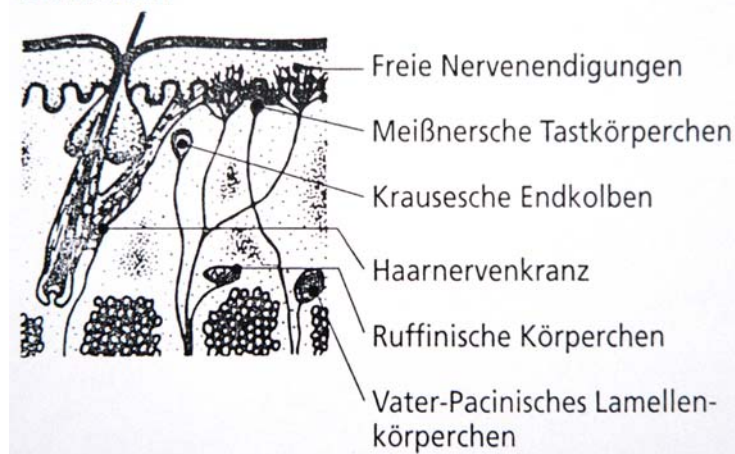 Freie Nervenendigungen
Meißnersche Tastkörperchen
Krausesche Endkolben
Haarnervenkranz
Ruffinische Körperchen
Vater-Pacinisches Lamellen-
körperchen